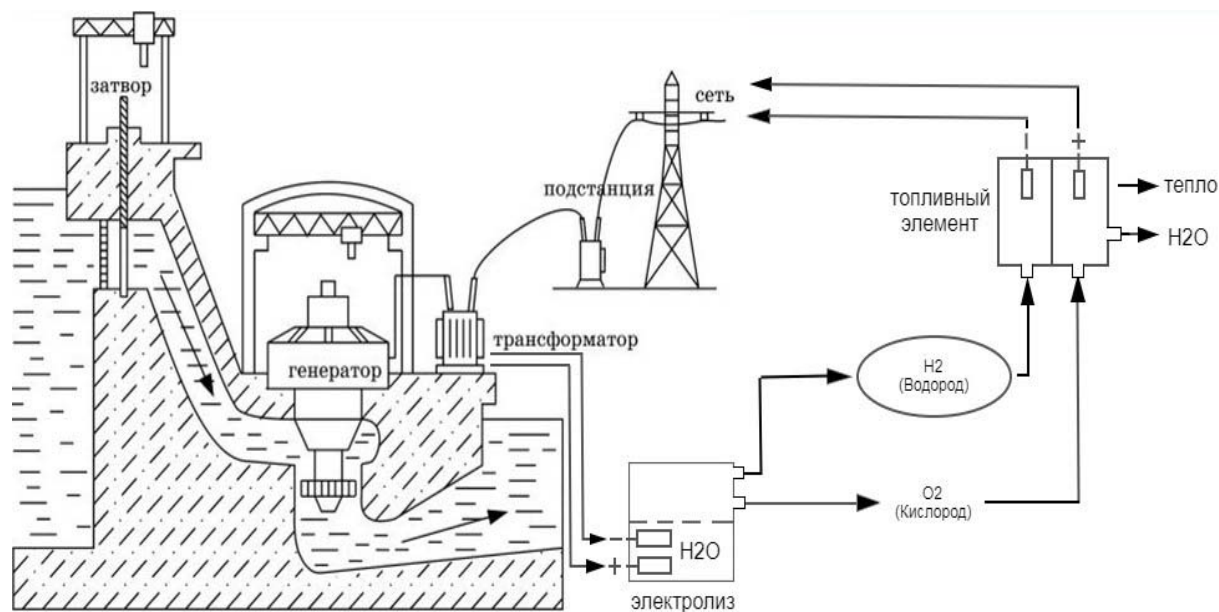 затвор
сеть
подстанция
топливный
элемент
тепло
H2O
трансформатор
генератор
H2
(Водород)
O2
(Кислород)
H2O
электролиз